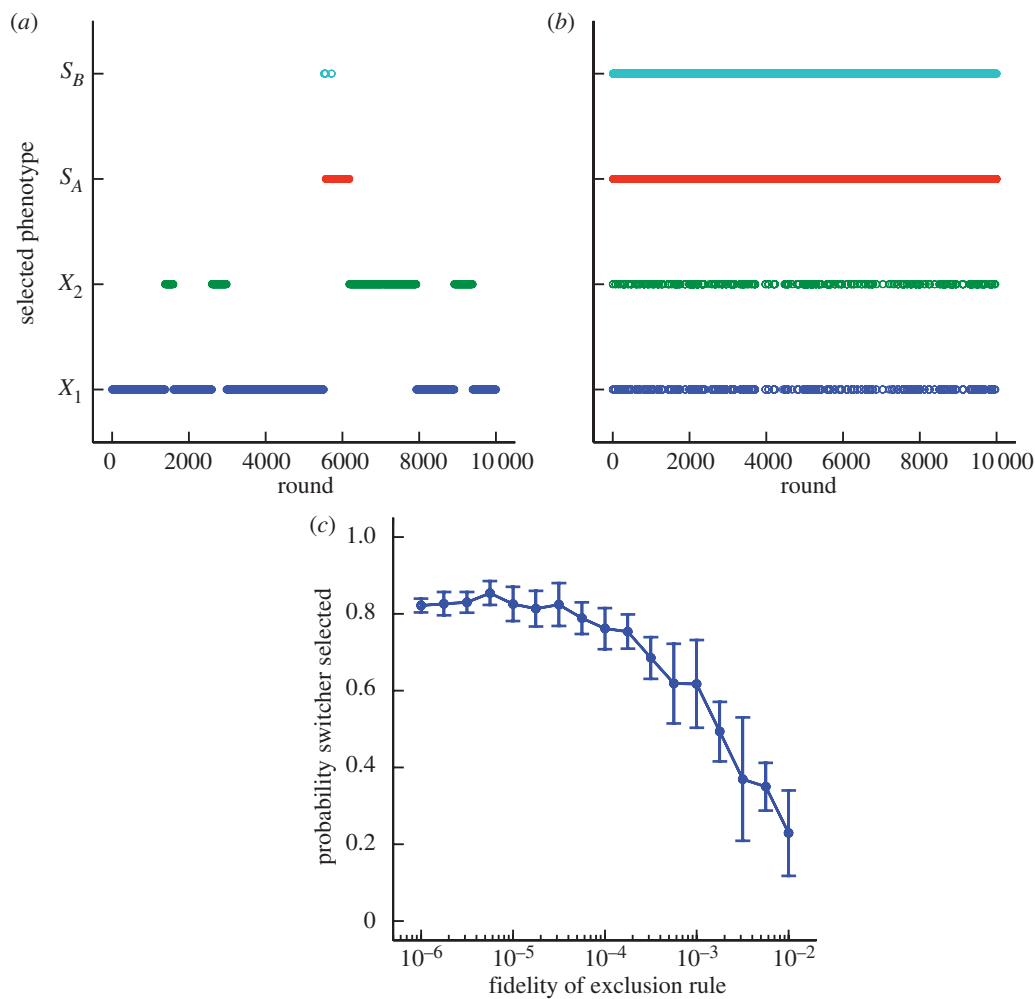 (a)
(b)
S_B
S_A
X_2
X_1
selected phenotype
0 2000 4000 6000 8000 10 000
round
0 2000 4000 6000 8000 10 000
round
(c)
1.0
0.8
0.6
0.4
0.2
0
probability switcher selected
10^{-6} 10^{-5} 10^{-4} 10^{-3} 10^{-2}
fidelity of exclusion rule